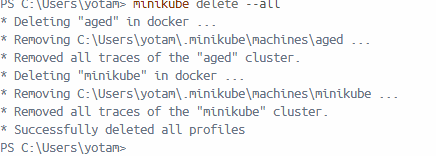 PS C:\Users\yotam> minikube delete --all
* Deleting "aged" in docker ...
* Removing C:\Users\yotam\.minikube\machines\aged ...
* Removed all traces of the "aged" cluster.
* Deleting "minikube" in docker ...
* Removing C:\Users\yotam\.minikube\machines\minikube ...
* Removed all traces of the "minikube" cluster.
* Successfully deleted all profiles
PS C:\Users\yotam>